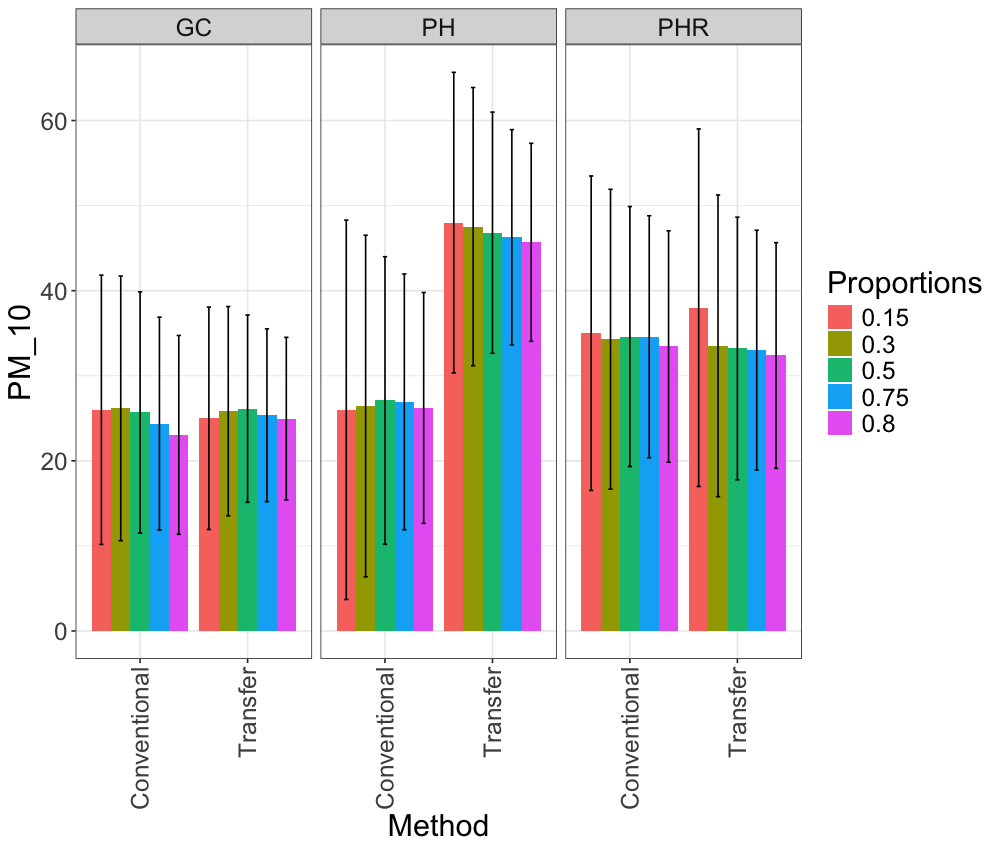 GC PH PHR
PM_10
60
40
20
0
Conventional Transfer Conventional Transfer Conventional Transfer
Method
Proportions
0.15
0.3
0.5
0.75
0.8